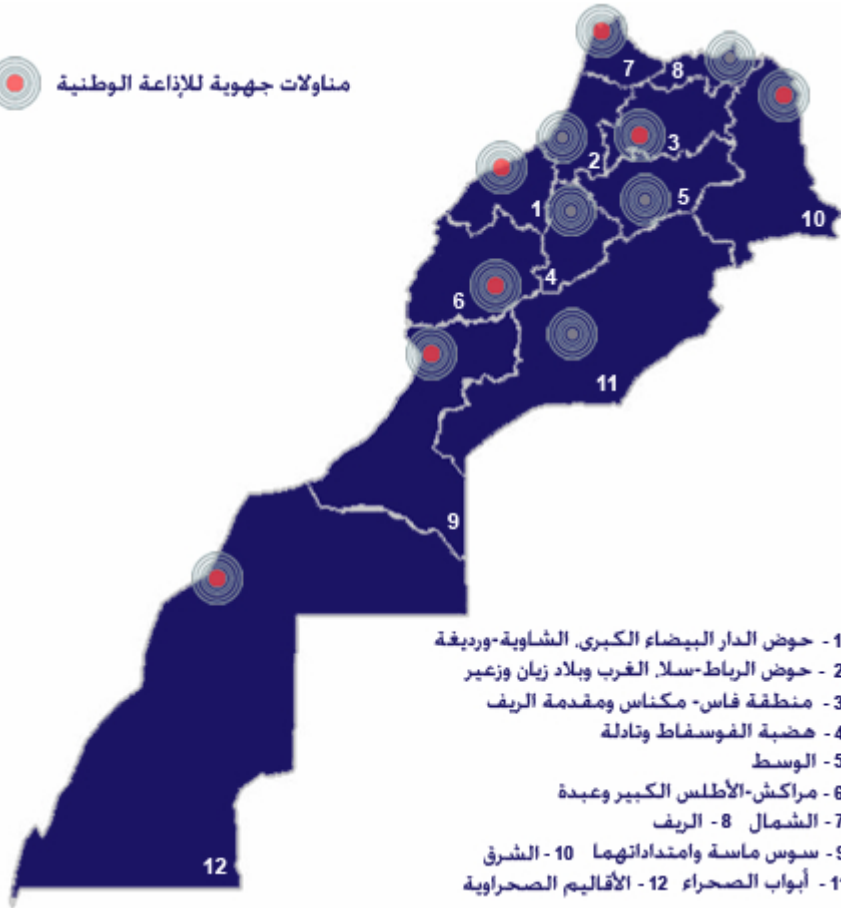 مناولات جهوية للإذاعة الوطنية
7
8
3
2
5
1
10
4
6
11
9
12
1 - حوض الدار البيضاء الكبرى، الشاوية-ورديغة
2 - حوض الرباط-سلا، الغرب وبلاد زيان وزعير
3 - منطقة فاس- مكناس ومقدمة الريف
4 - هضبة الفوسفاط وتادلة
5 - الوسط
6 - مراكش-الأطلس الكبير وعبدة
7 - الشمال 8 - الريف
9 - سوس ماسة وامتداداتهما 10 - الشرق
11 - أبواب الصحراء 12 - الأقاليم الصحراوية